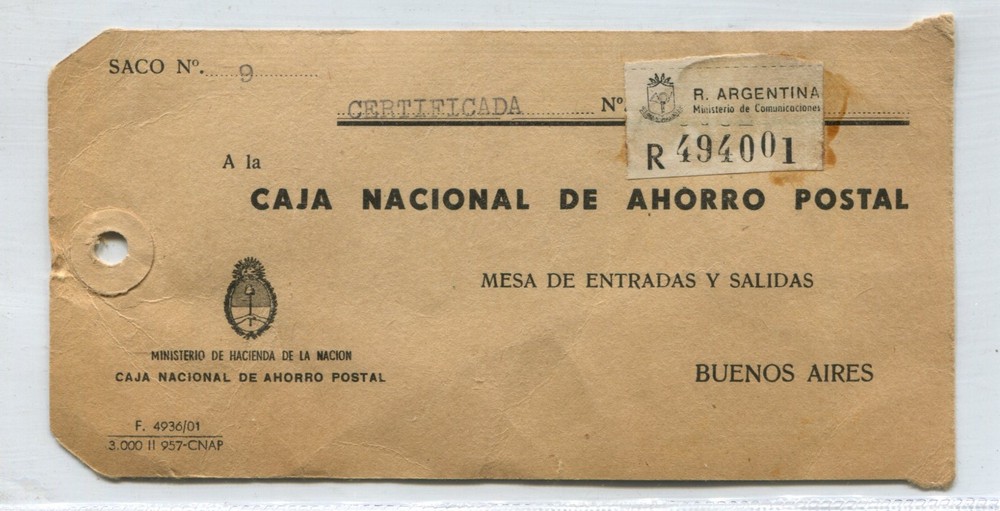 SACO Nº. 9
CERTIFICADA Nº.
R. ARGENTINA
Ministerio de Comunicaciones
R 494001
A la
CAJA NACIONAL DE AHORRO POSTAL
MESA DE ENTRADAS Y SALIDAS
MINISTERIO DE HACIENDA DE LA NACION
CAJA NACIONAL DE AHORRO POSTAL
BUENOS AIRES
F. 4936/01
3.000 II 957-CNAP